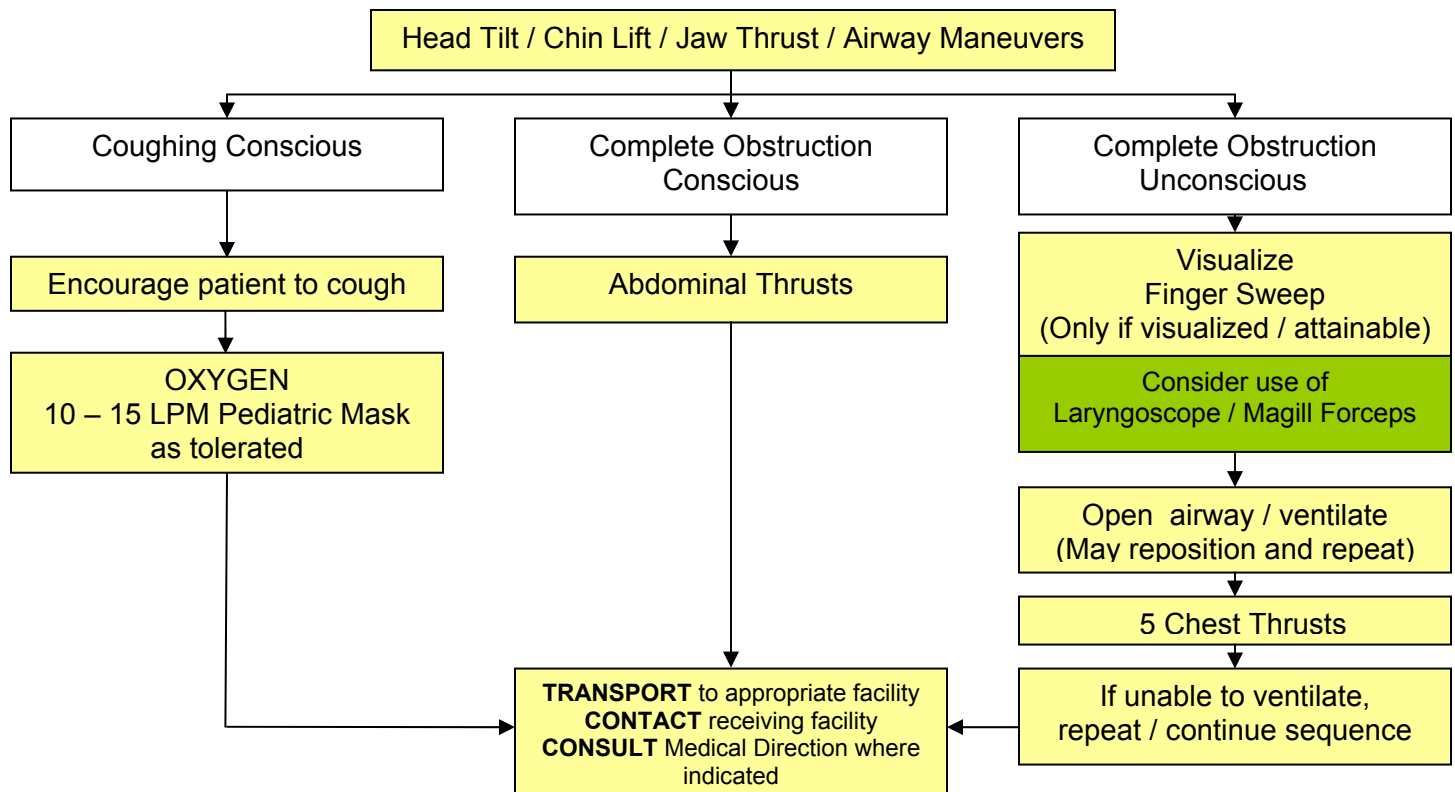 Head Tilt / Chin Lift / Jaw Thrust / Airway Maneuvers
Coughing Conscious
Encourage patient to cough
OXYGEN
10 – 15 LPM Pediatric Mask
as tolerated
Complete Obstruction
Conscious
Abdominal Thrusts
Complete Obstruction
Unconscious
Visualize
Finger Sweep
(Only if visualized / attainable)
Consider use of
Laryngoscope / Magill Forceps
Open airway / ventilate
(May reposition and repeat)
5 Chest Thrusts
If unable to ventilate,
repeat / continue sequence
TRANSPORT to appropriate facility
CONTACT receiving facility
CONSULT Medical Direction where
indicated